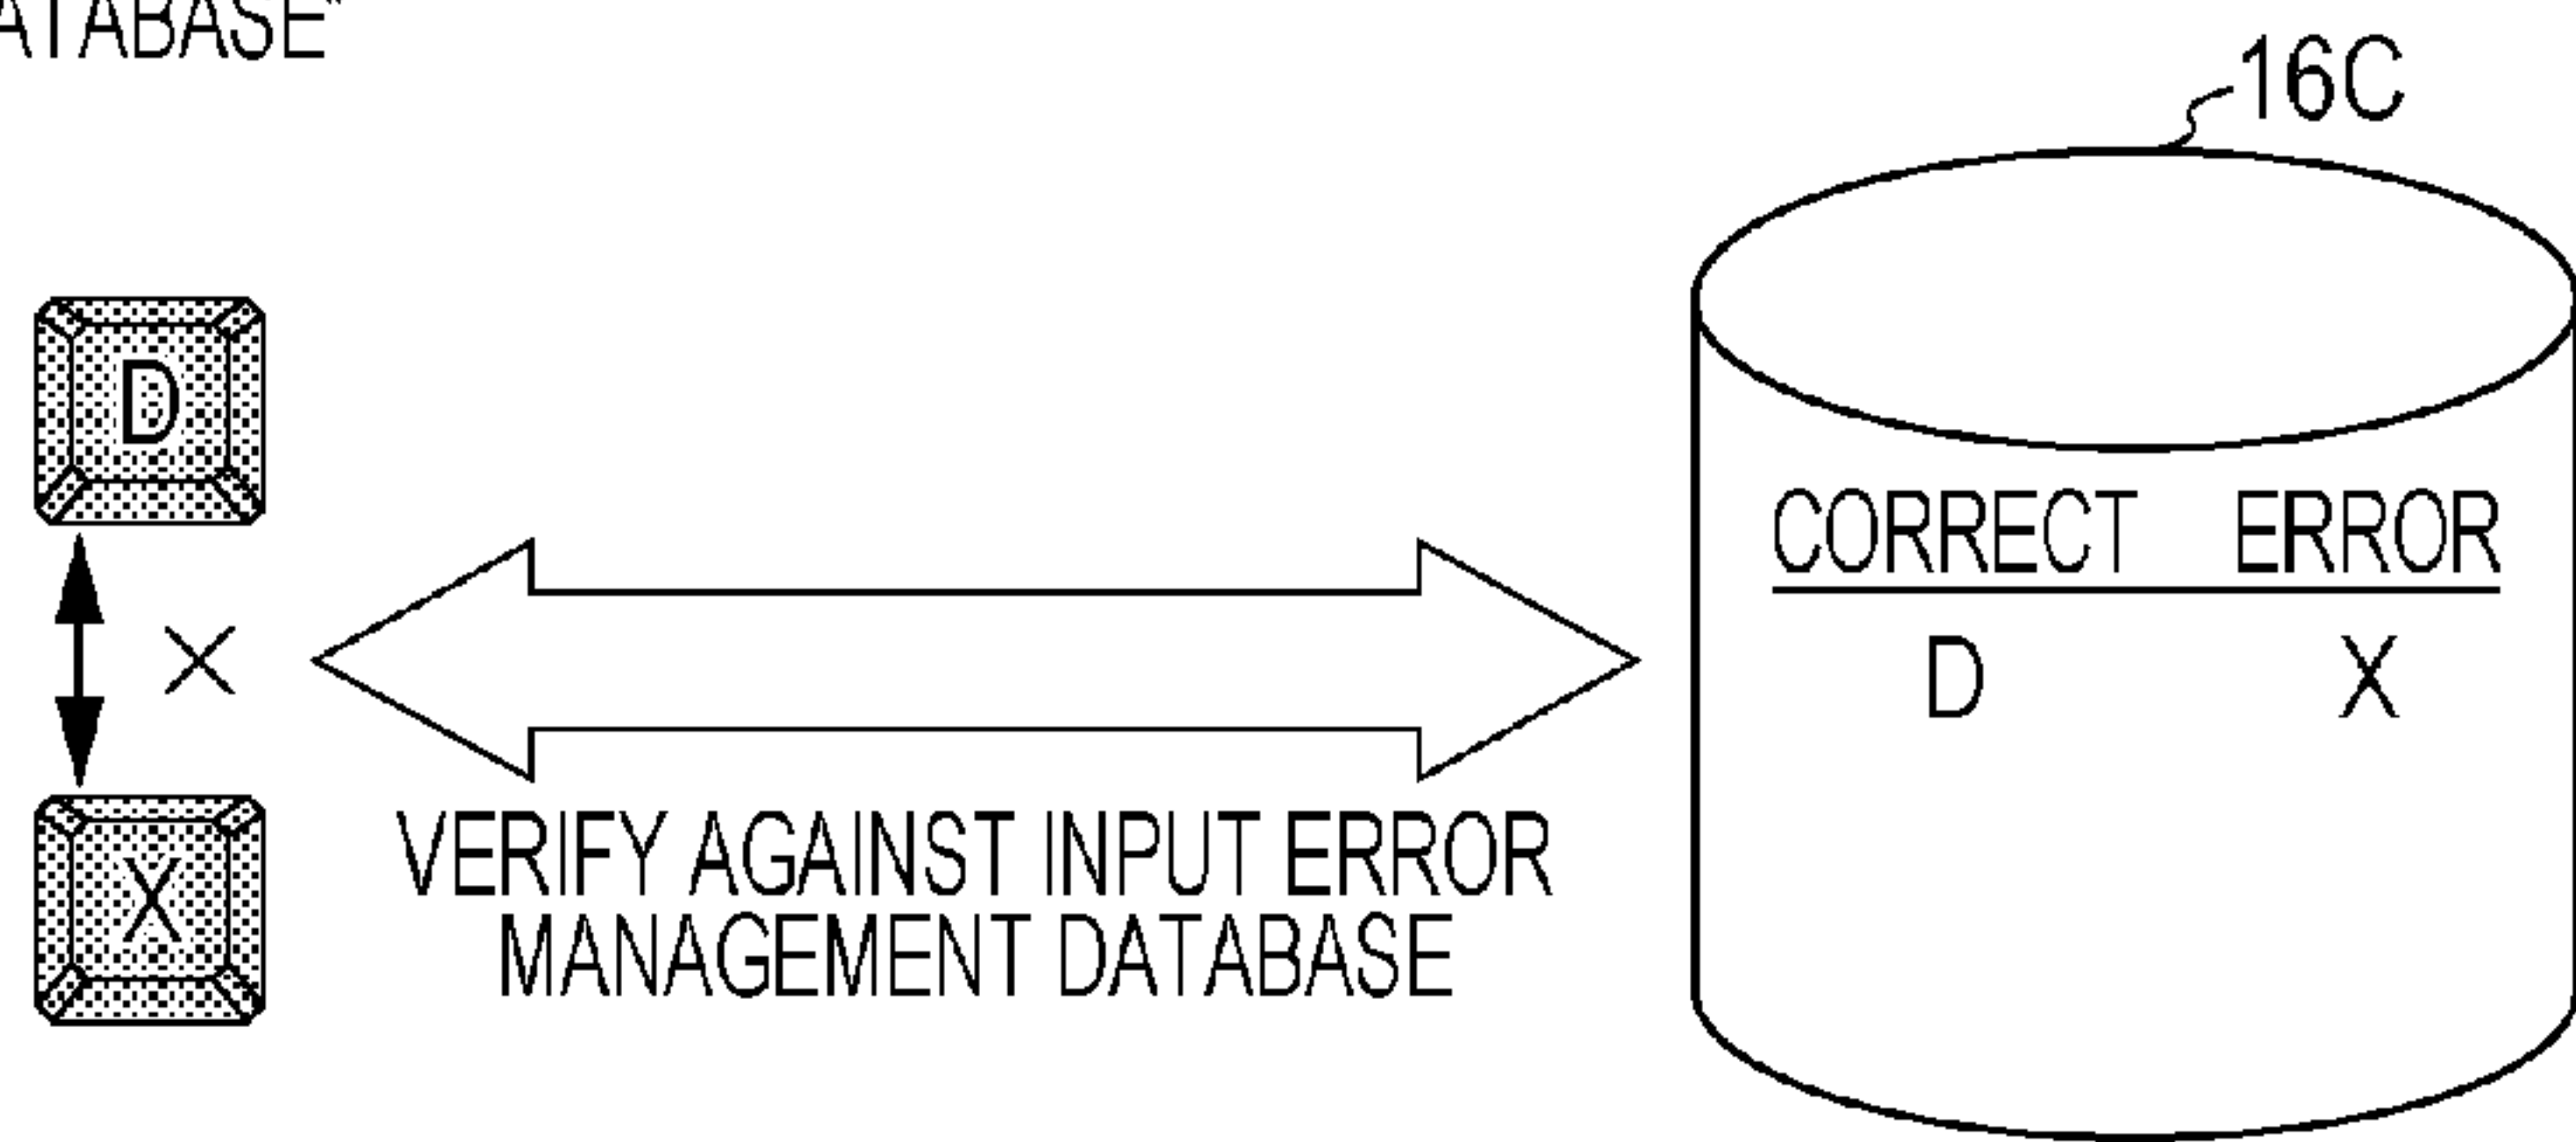 ATABASE"
16C
D
CORRECT ERROR
D X
X
VERIFY AGAINST INPUT ERROR
MANAGEMENT DATABASE